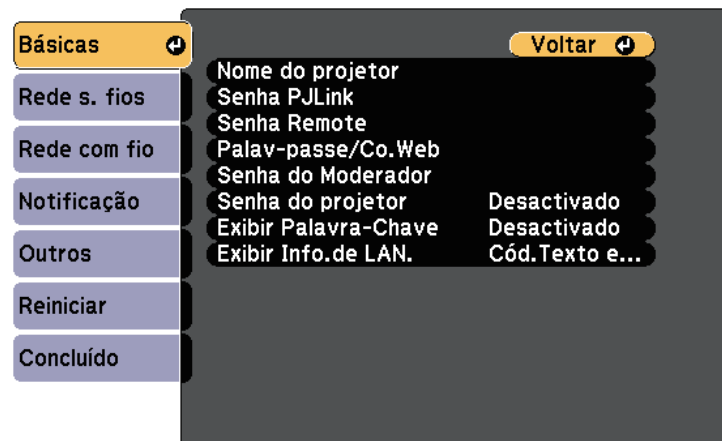 Básicas
Rede s. fios
Rede com fio
Notificação
Outros
Reiniciar
Concluído
Voltar
Nome do projetor
Senha PJLink
Senha Remote
Palav-passe/Co.Web
Senha do Moderador
Senha do projetor Desactivado
Exibir Palavra-Chave Desactivado
Exibir Info.de LAN. Cód.Texto e...